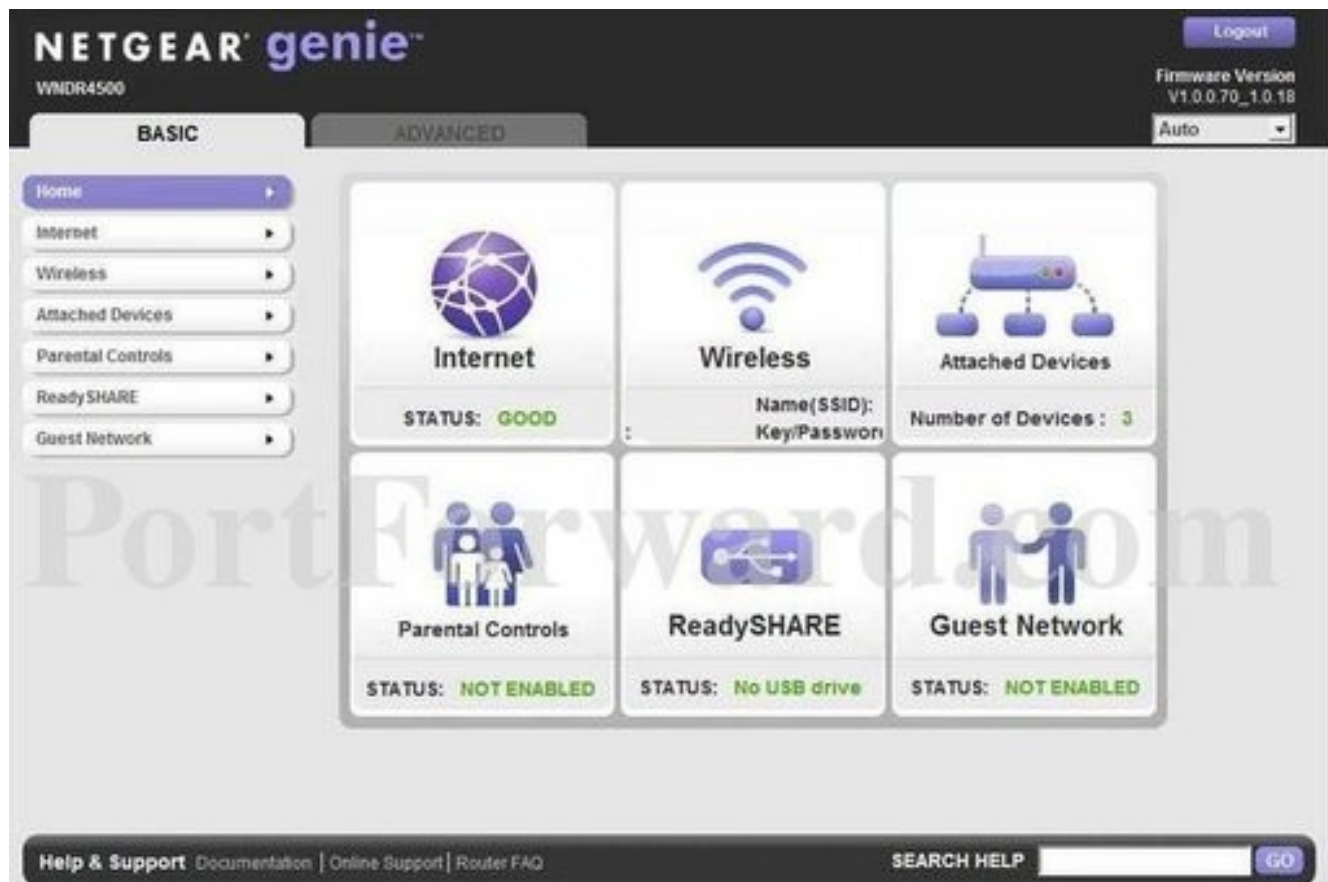 NETGEAR® genie™
WNDR4500
Logout
Firmware Version
V1.0.0.70_1.0.18
BASIC
ADVANCED
Auto
Home
Internet
Wireless
Attached Devices
Parental Controls
ReadySHARE
Guest Network
Internet
STATUS: GOOD
Wireless
Name(SSID):
: Key/Passwor
Attached Devices
Number of Devices : 3
Parental Controls
STATUS: NOT ENABLED
ReadySHARE
STATUS: No USB drive
Guest Network
STATUS: NOT ENABLED
PortForward.com
Help & Support Documentation | Online Support | Router FAQ
SEARCH HELP
GO